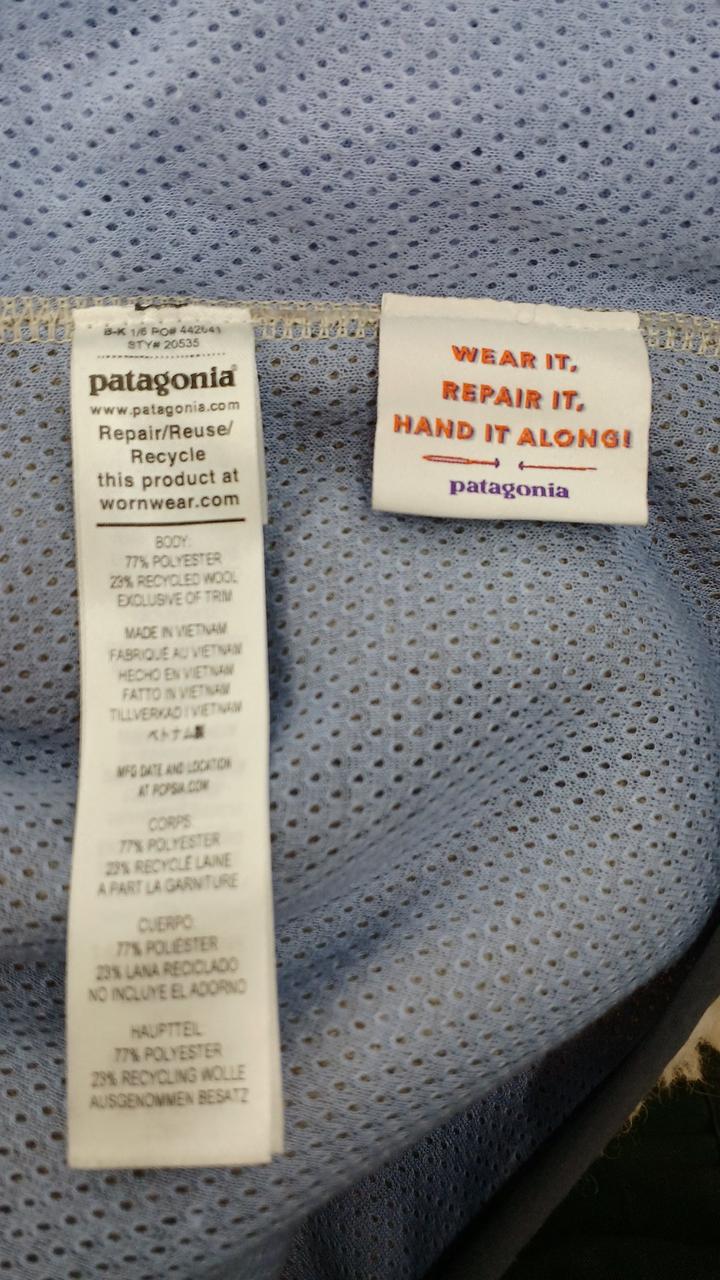 B-K 1/6 PO# 442641
STY# 20535
patagonia®
www.patagonia.com
Repair/Reuse/
Recycle
this product at
wornwear.com
BODY:
77% POLYESTER
23% RECYCLED WOOL
EXCLUSIVE OF TRIM
MADE IN VIETNAM
FABRIQUÉ AU VIETNAM
HECHO EN VIETNAM
FATTO IN VIETNAM
TILLVERKAD I VIETNAM
ベトナム製
MFG DATE AND LOCATION
AT POPSIA.COM
CORPS:
77% POLYESTER
23% RECYCLÉ LAINE
A PART LA GARNITURE
CUERPO:
77% POLIÉSTER
23% LANA RECICLADO
NO INCLUYE EL ADORNO
HAUPTTEIL:
77% POLYESTER
23% RECYCLING WOLLE
AUSGENOMMEN BESATZ
WEAR IT,
REPAIR IT,
HAND IT ALONG!
patagonia